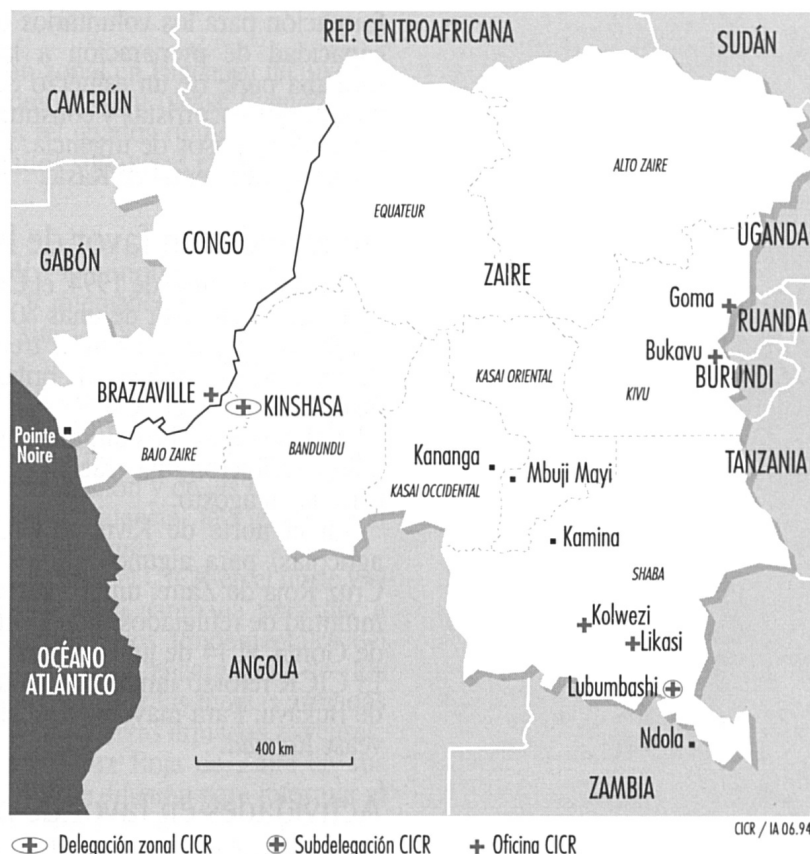 REP. CENTROAFRICANA
SUDÁN
CAMERÚN
ALTO ZAIRE
EQUATEUR
CONGO
UGANDA
GABÓN
ZAIRE
Goma
RUANDA
Bukavu
KASAI ORIENTAL
BURUNDI
KIVU
BRAZZAVILLE
KINSHASA
Pointe
Noire
BAJO ZAIRE
BANDUNDU
Kananga
TANZANIA
KASAI OCCIDENTAL
Mbuji Mayi
Kamina
SHABA
Kolwezi
Likasi
OCÉANO
ATLÁNTICO
ANGOLA
Lubumbashi
Ndola
400 km
ZAMBIA
CICR / IA 06.94
Delegación zonal CICR
Subdelegación CICR
Oficina CICR